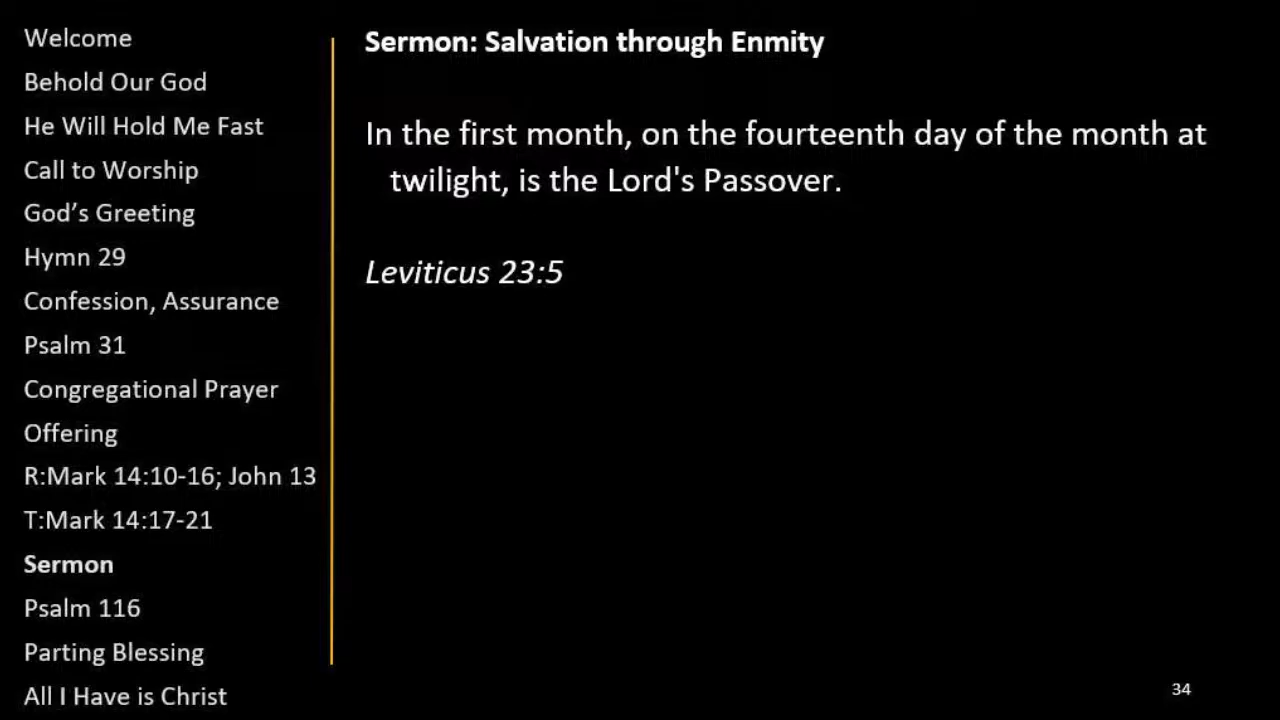 Welcome
Behold Our God
He Will Hold Me Fast
Call to Worship
God’s Greeting
Hymn 29
Confession, Assurance
Psalm 31
Congregational Prayer
Offering
R:Mark 14:10-16; John 13
T:Mark 14:17-21
Sermon
Psalm 116
Parting Blessing
All I Have is Christ
Sermon: Salvation through Enmity
In the first month, on the fourteenth day of the month at
twilight, is the Lord's Passover.
Leviticus 23:5
34